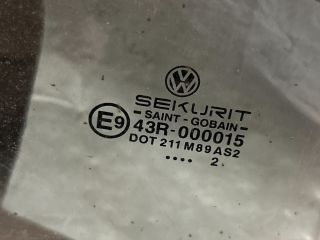 SEKURIT
- SAINT - GOBAIN -
E9 43R-000015
DOT 211 M89 AS2
.... 2